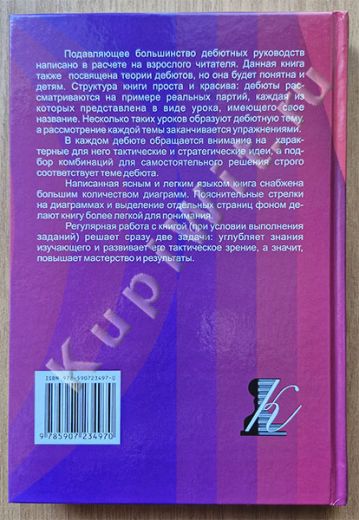 Подавляющее большинство дебютных руководств
написано в расчете на взрослого читателя. Данная книга
также посвящена теории дебютов, но она будет понятна и
детям. Структура книги проста и красива: дебюты рас-
сматриваются на примере реальных партий, каждая из
которых представлена в виде урока, имеющего свое
название. Несколько таких уроков образуют дебютную тему,
а рассмотрение каждой темы заканчивается упражнениями.
В каждом дебюте обращается внимание на харак-
терные для него тактические и стратегические идеи, а под-
бор комбинаций для самостоятельного решения строго
соответствует теме дебюта.
Написанная ясным и легким языком книга снабжена
большим количеством диаграмм. Пояснительные стрелки
на диаграммах и выделение отдельных страниц фоном де-
лают книгу более легкой для понимания.
Регулярная работа с книгой (при условии выполнения
заданий) решает сразу две задачи: углубляет знания
изучающего и развивает его тактическое зрение, а значит,
повышает мастерство и результаты.
ISBN 978-590723497-0
9 785907 234970
К